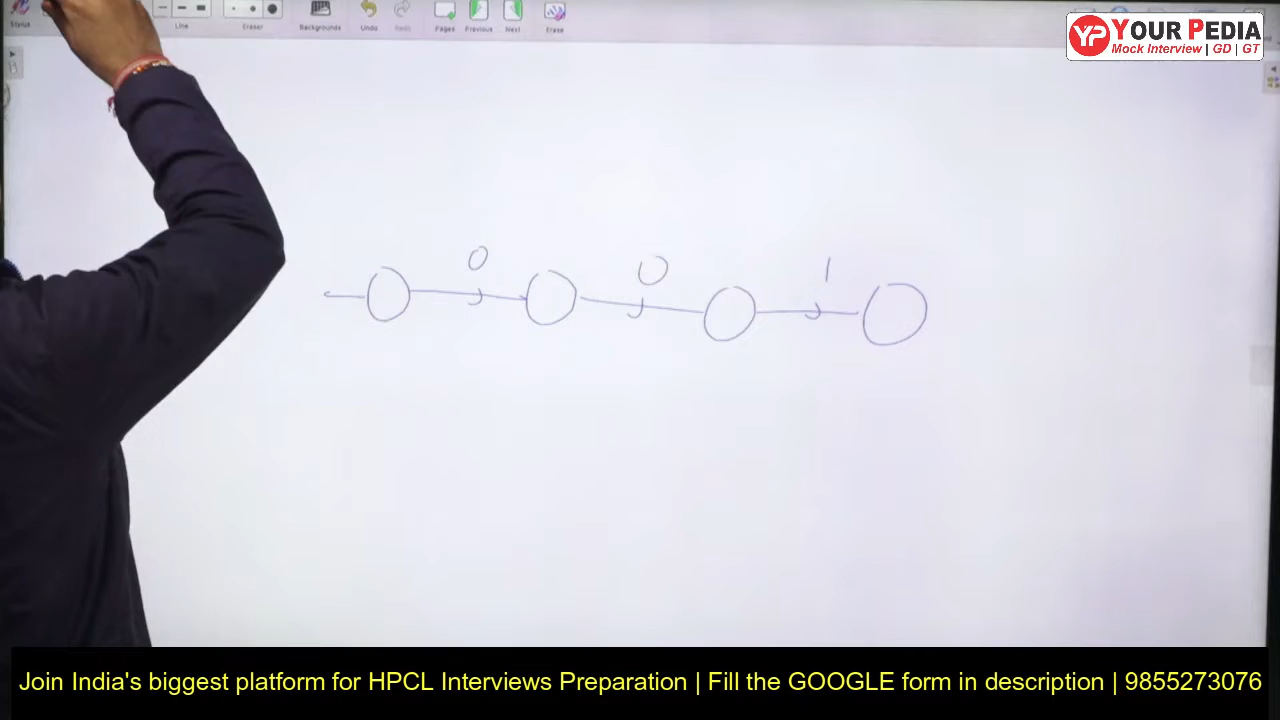 Stylus
Line
Eraser
Backgrounds
Undo
Redo
Pages
Previous
Next
Erase
YP YOUR PEDIA
Mock Interview | GD | GT
0 0 1
Join India's biggest platform for HPCL Interviews Preparation | Fill the GOOGLE form in description | 9855273076